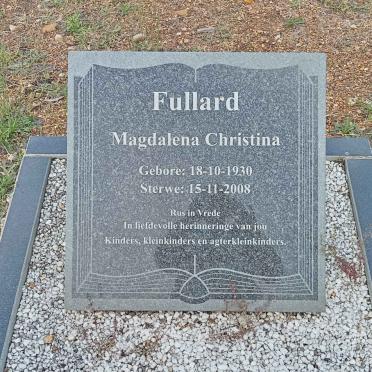 Fullard
Magdalena Christina
Gebore: 18-10-1930
Sterwe: 15-11-2008
Rus in Vrede
In liefdevolle herinneringe van jou
Kinders, kleinkinders en agterkleinkinders.